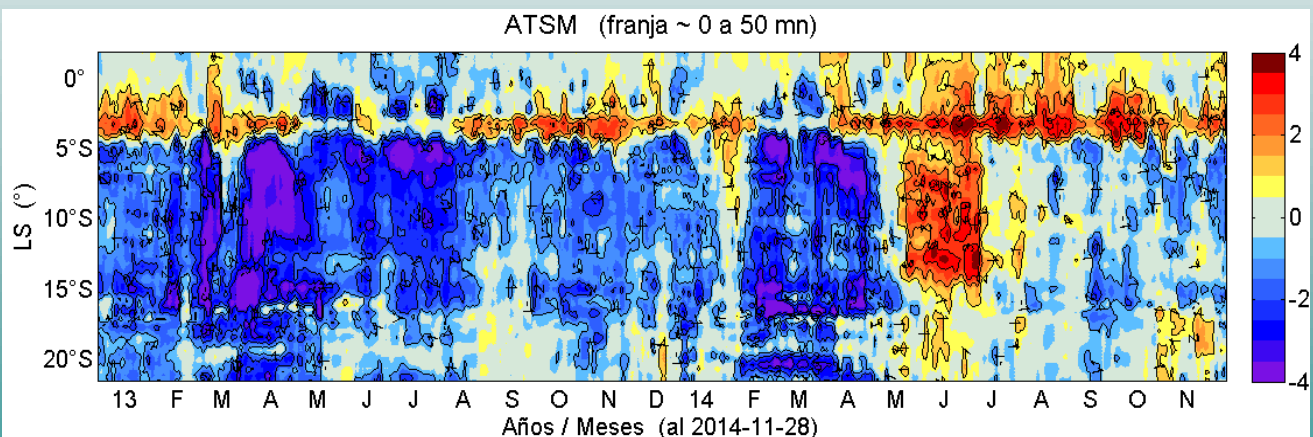 ATSM (franja ~ 0 a 50 mn)
LS (°)
0°
5°S
10°S
15°S
20°S
13 F M A M J J A S O N D 14 F M A M J J A S O N
Años / Meses (al 2014-11-28)
4
2
0
-2
-4